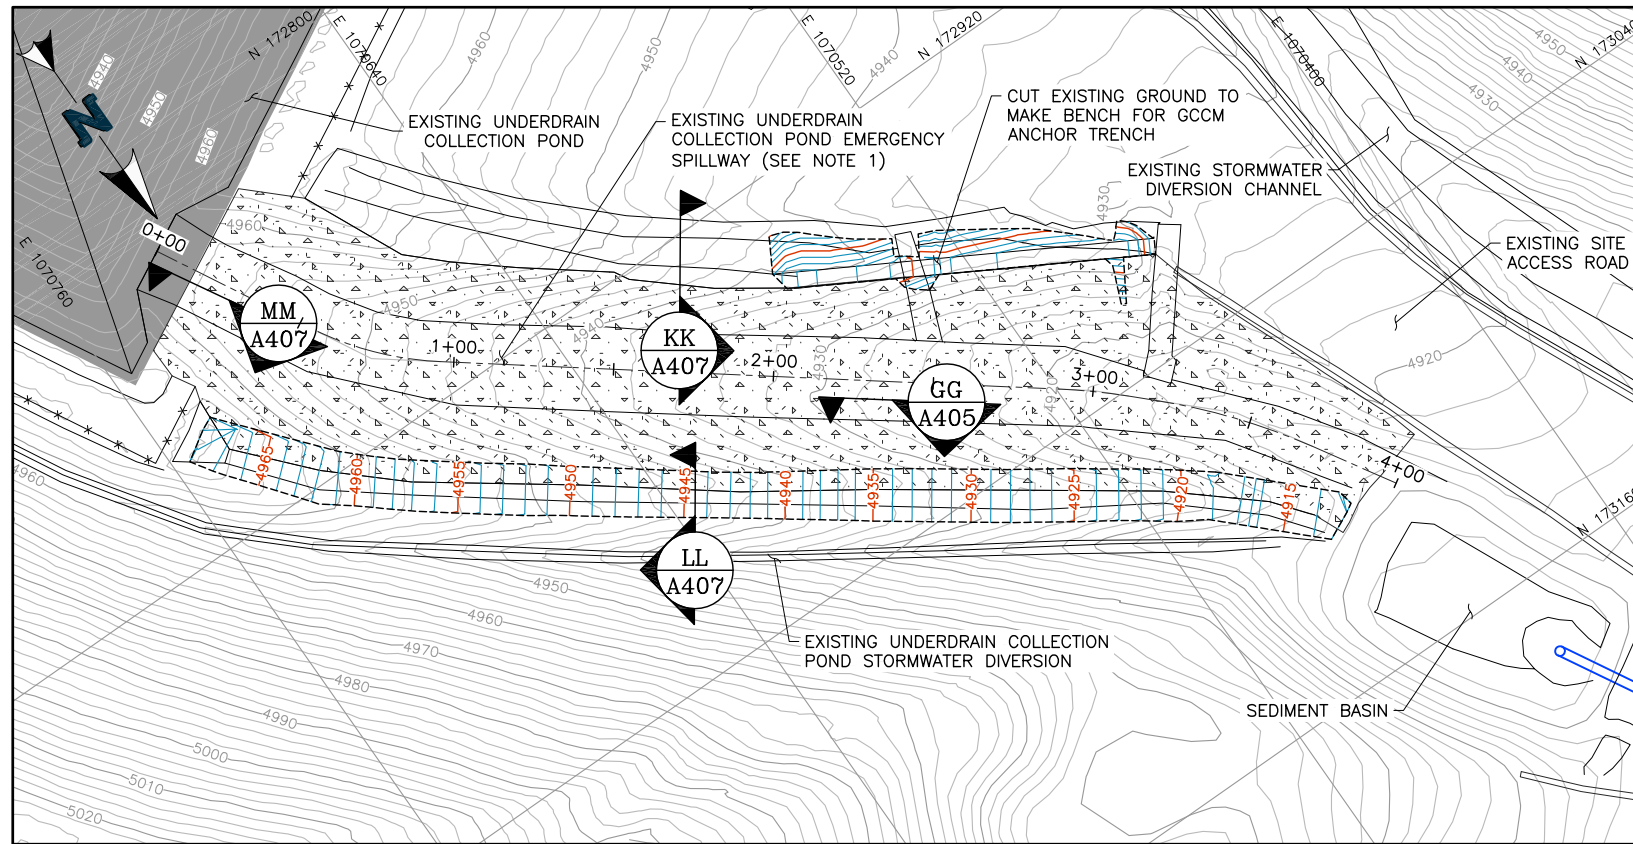 N 172800
E 1070640
4960
4950
E 1070520
4940
N 172920
E 1070400
4950
4940
4930
N 173040
4940
4950
4960
N
EXISTING UNDERDRAIN
COLLECTION POND
EXISTING UNDERDRAIN
COLLECTION POND EMERGENCY
SPILLWAY (SEE NOTE 1)
CUT EXISTING GROUND TO
MAKE BENCH FOR GCCM
ANCHOR TRENCH
EXISTING STORMWATER
DIVERSION CHANNEL
EXISTING SITE
ACCESS ROAD
E 1070760
0+00
4960
4930
4950
4940
4930
4920
4920
MM
A407
1+00
KK
A407
2+00
GG
A405
3+00
4+00
4965
4960
4955
4950
4945
4940
4935
4930
4925
4920
4915
4960
N 173160
LL
A407
4950
4960
4970
4980
4990
5000
5010
5020
EXISTING UNDERDRAIN COLLECTION
POND STORMWATER DIVERSION
SEDIMENT BASIN